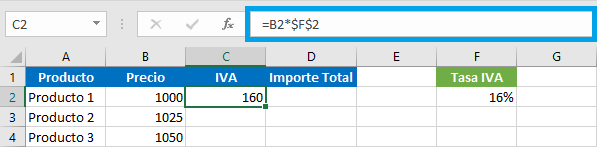 C2 =B2*$F$2
A B C D E F G
1 Producto Precio IVA Importe Total Tasa IVA
2 Producto 1 1000 160 16%
3 Producto 2 1025
4 Producto 3 1050